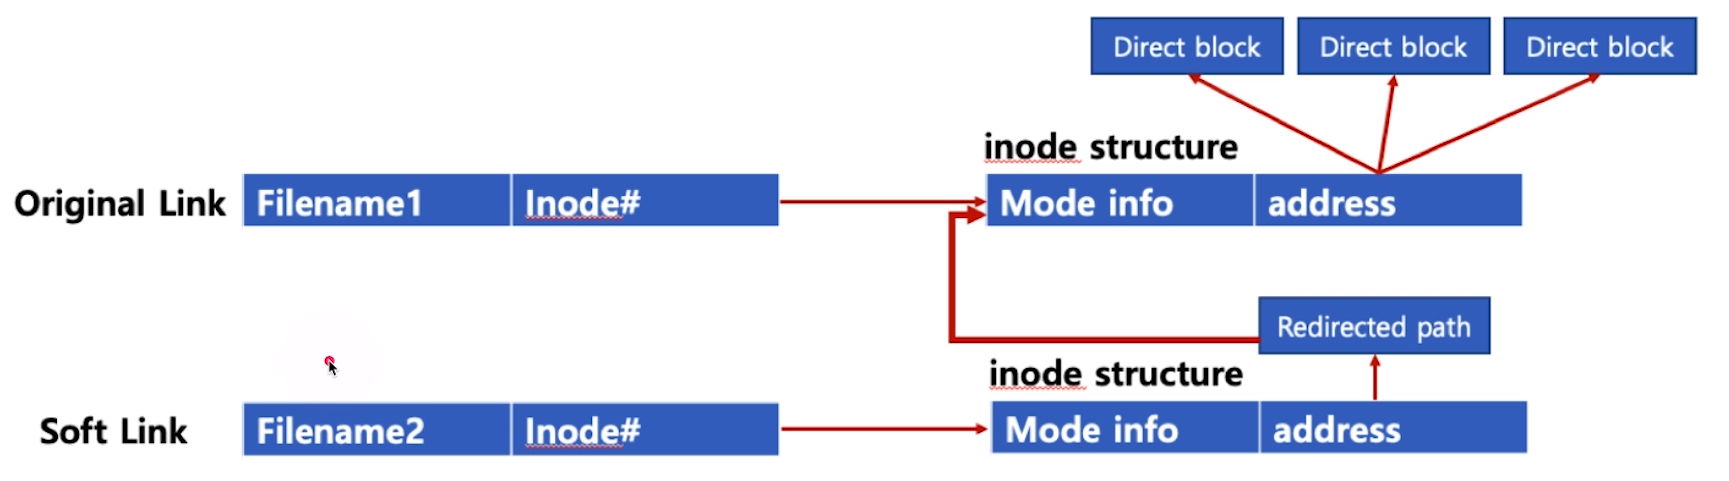 Direct block Direct block Direct block
inode structure
Original Link Filename1 Inode# Mode info address
Redirected path
inode structure
Soft Link Filename2 Inode# Mode info address